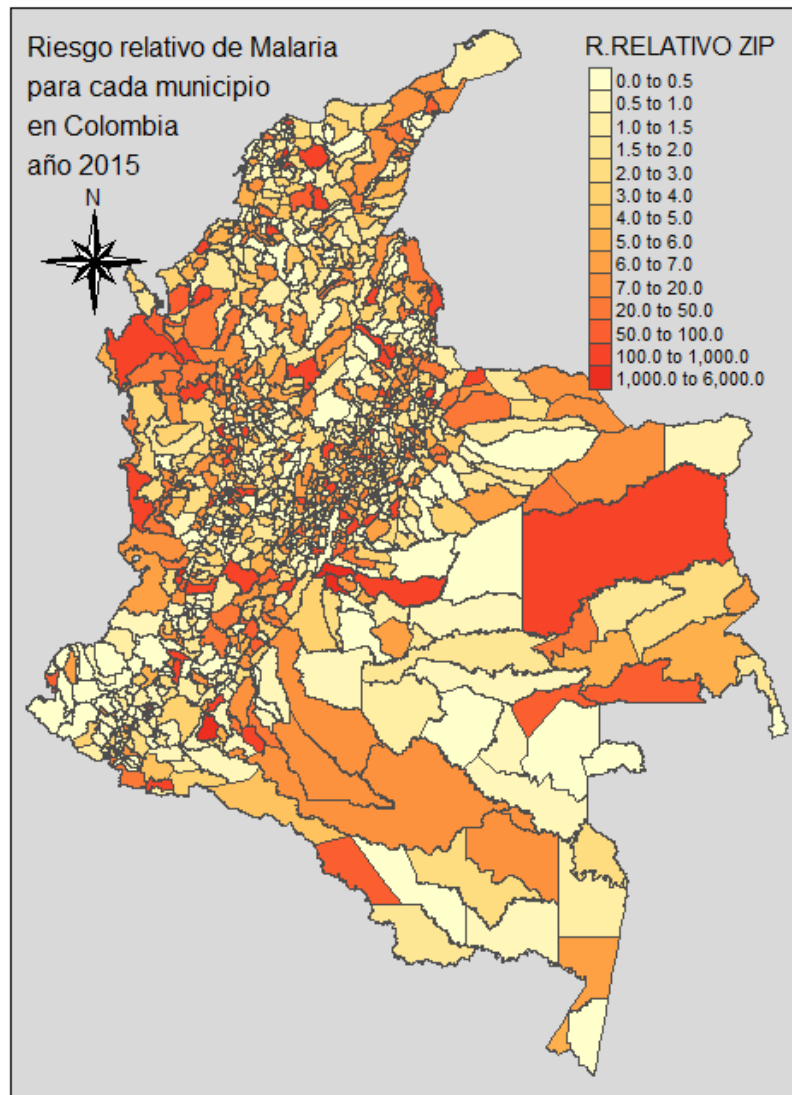 Riesgo relativo de Malaria
para cada municipio
en Colombia
año 2015
N
R.RELATIVO ZIP
0.0 to 0.5
0.5 to 1.0
1.0 to 1.5
1.5 to 2.0
2.0 to 3.0
3.0 to 4.0
4.0 to 5.0
5.0 to 6.0
6.0 to 7.0
7.0 to 20.0
20.0 to 50.0
50.0 to 100.0
100.0 to 1,000.0
1,000.0 to 6,000.0